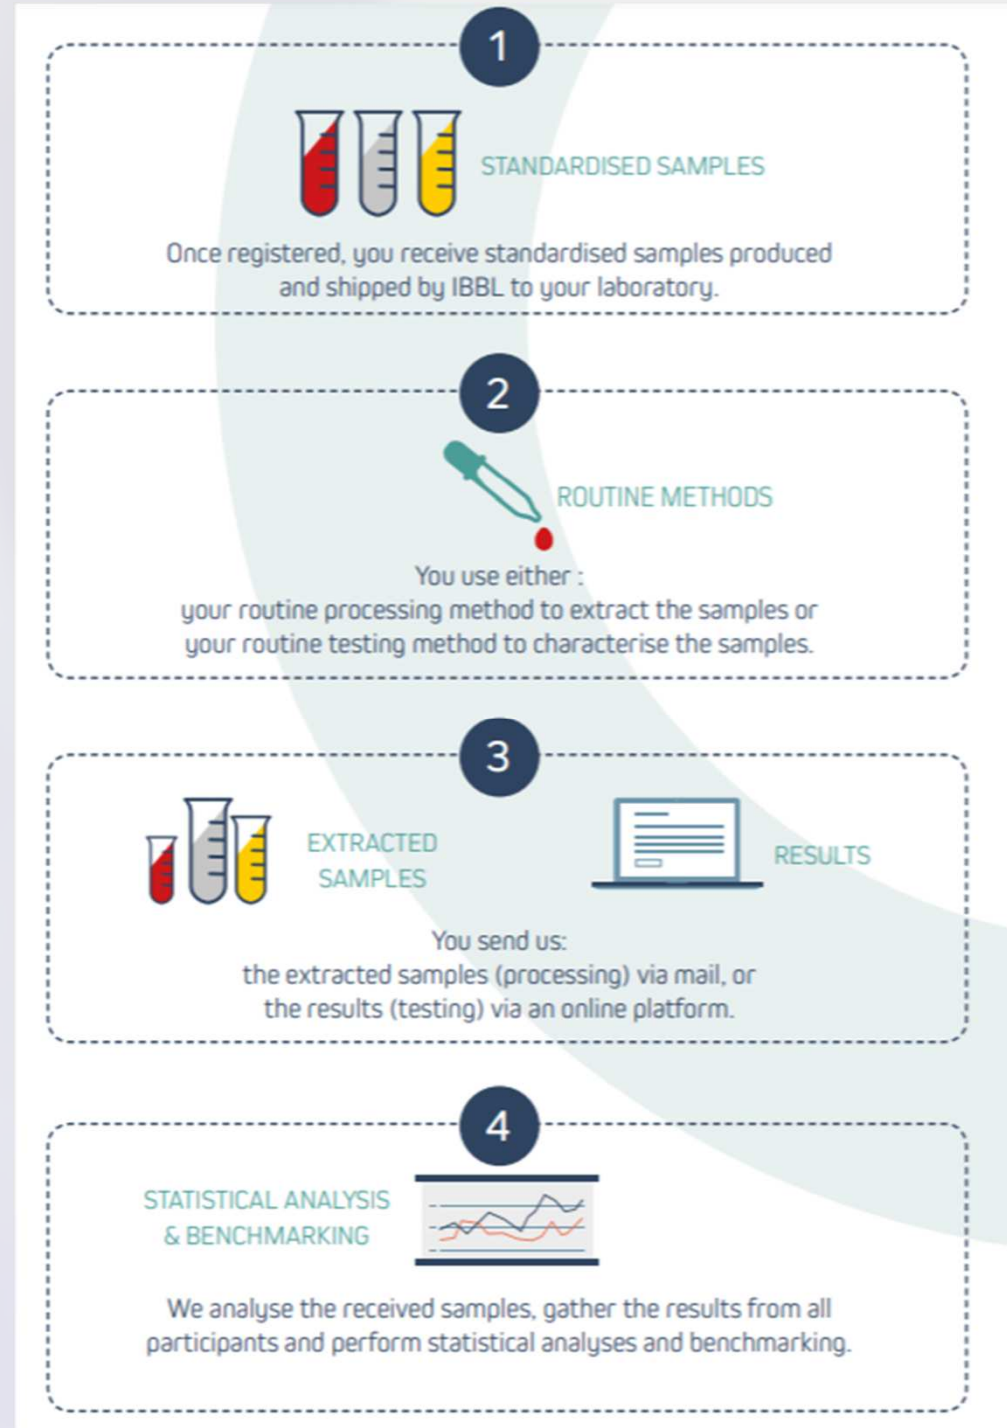 1
STANDARDISED SAMPLES
Once registered, you receive standardised samples produced
and shipped by IBBL to your laboratory.
2
ROUTINE METHODS
You use either :
your routine processing method to extract the samples or
your routine testing method to characterise the samples.
3
EXTRACTED
SAMPLES
RESULTS
You send us:
the extracted samples (processing) via mail, or
the results (testing) via an online platform.
4
STATISTICAL ANALYSIS
& BENCHMARKING
We analyse the received samples, gather the results from all
participants and perform statistical analyses and benchmarking.